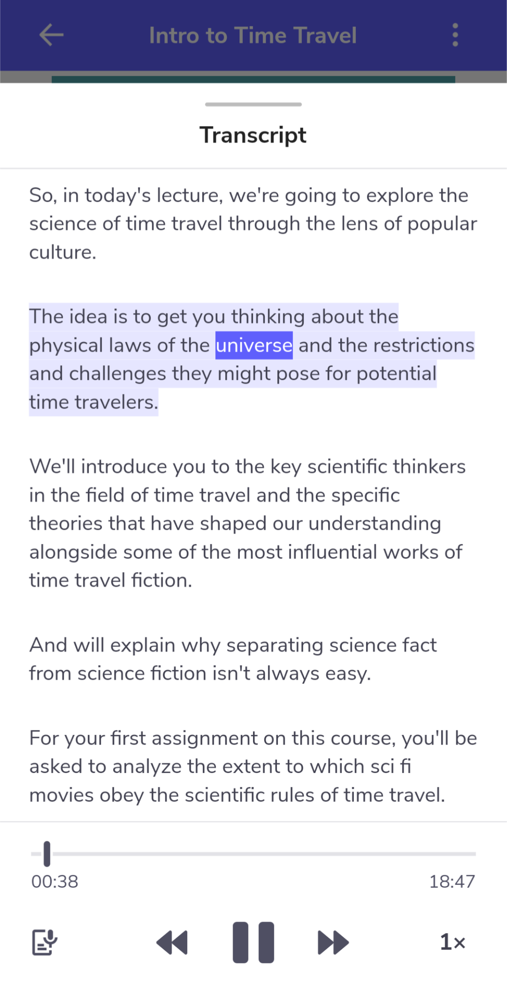 Intro to Time Travel
Transcript
So, in today's lecture, we're going to explore the
science of time travel through the lens of popular
culture.
The idea is to get you thinking about the
physical laws of the universe and the restrictions
and challenges they might pose for potential
time travelers.
We'll introduce you to the key scientific thinkers
in the field of time travel and the specific
theories that have shaped our understanding
alongside some of the most influential works of
time travel fiction.
And will explain why separating science fact
from science fiction isn't always easy.
For your first assignment on this course, you'll be
asked to analyze the extent to which sci fi
movies obey the scientific rules of time travel.
00:38 18:47
1×